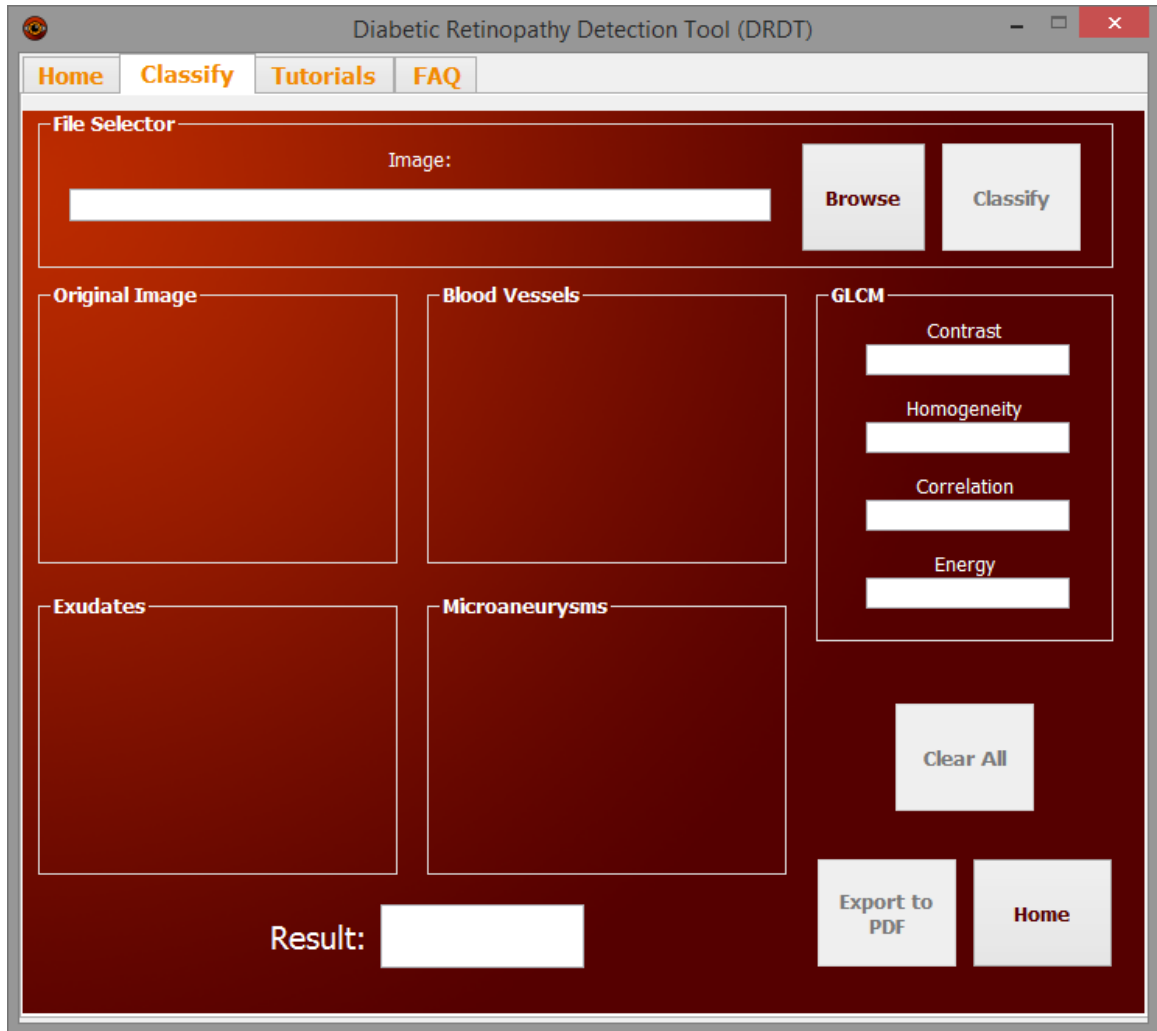 Diabetic Retinopathy Detection Tool (DRDT)
Home Classify Tutorials FAQ
File Selector
Image:
Browse Classify
Original Image Blood Vessels GLCM
Contrast
Homogeneity
Correlation
Energy
Exudates Microaneurysms
Clear All
Export to
PDF
Home
Result: